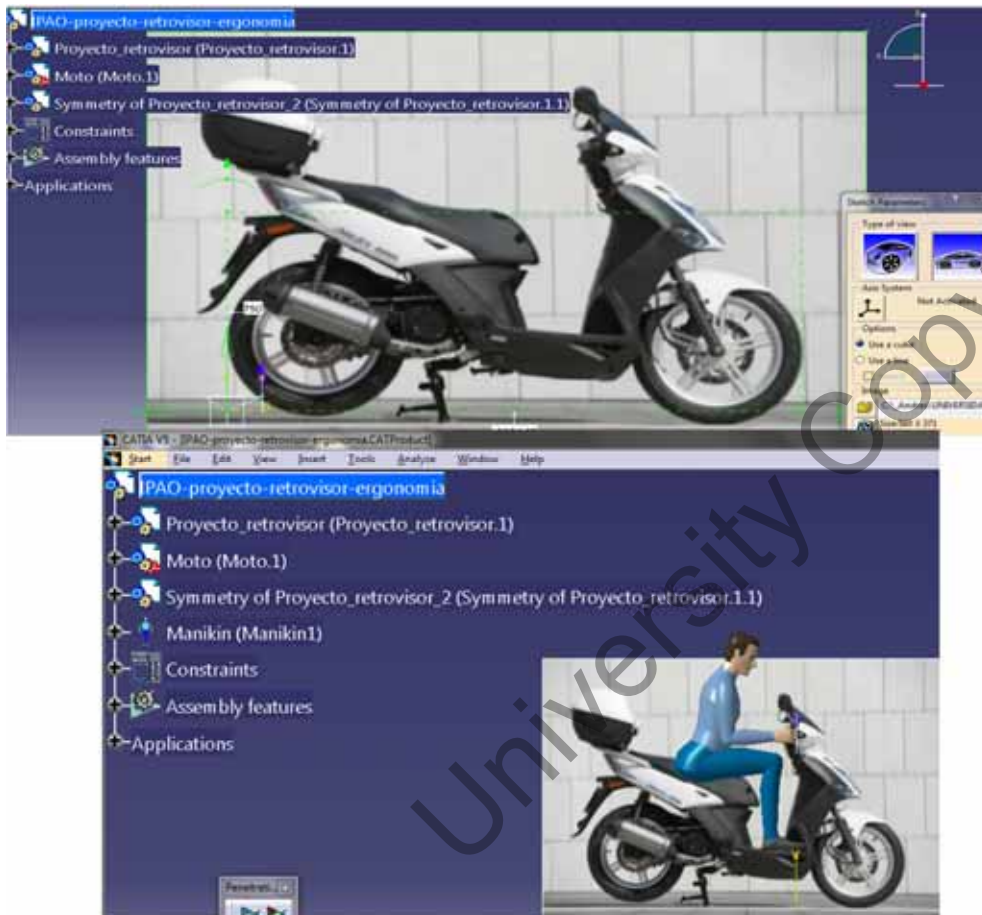 IPAO-proyecto-retrovisor-ergonomia
Proyecto_retrovisor (Proyecto_retrovisor.1)
Moto (Moto.1)
Symmetry of Proyecto_retrovisor_2 (Symmetry of Proyecto_retrovisor.1.1)
Constraints
Assembly features
Applications
Sketch Parameters
Type of view
Axis System
Not Activated
Options
Use a
Use a line
Image
CATIA V5 - [IPAO-proyecto-retrovisor-ergonomia.CATProduct]
Start File Edit View Insert Tools Analyze Window Help
IPAO-proyecto-retrovisor-ergonomia
Proyecto_retrovisor (Proyecto_retrovisor.1)
Moto (Moto.1)
Symmetry of Proyecto_retrovisor_2 (Symmetry of Proyecto_retrovisor.1.1)
Manikin (Manikin1)
Constraints
Assembly features
Applications
University Copy